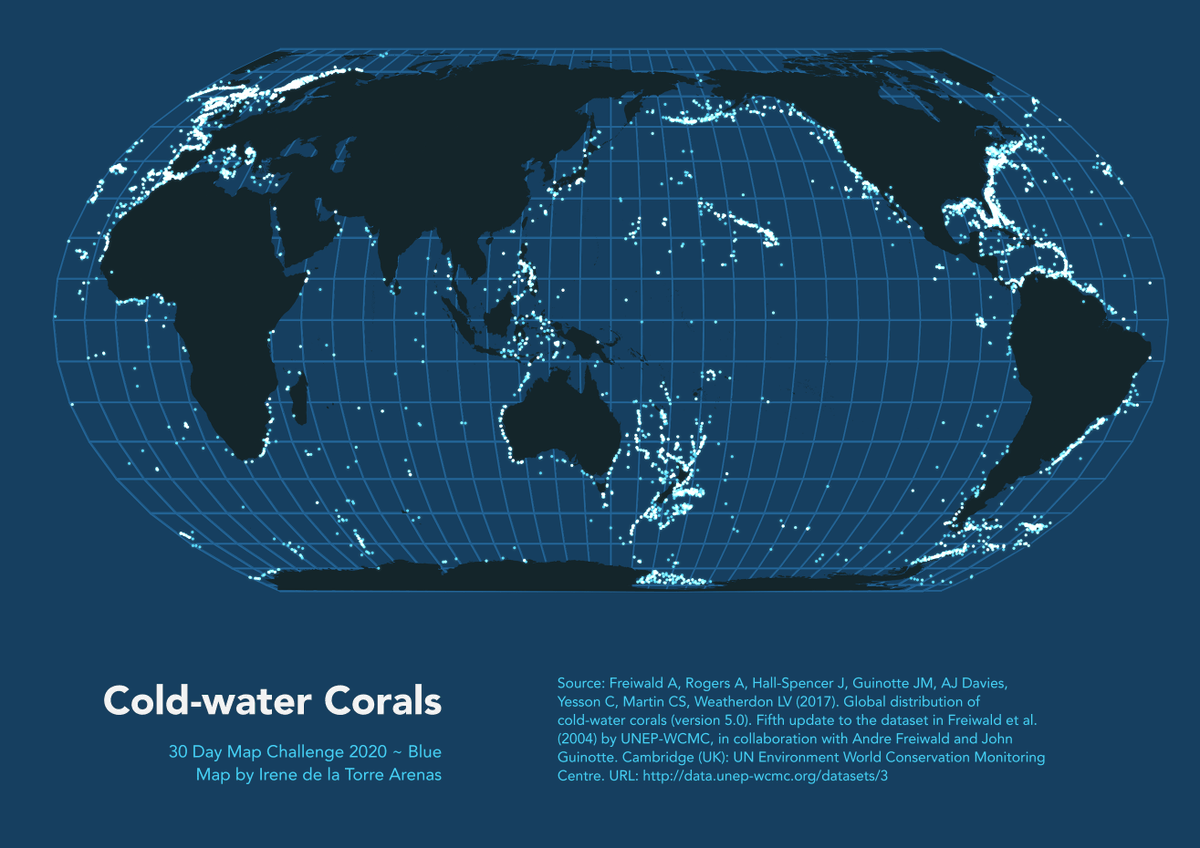 Cold-water Corals
30 Day Map Challenge 2020 ~ Blue
Map by Irene de la Torre Arenas
Source: Freiwald A, Rogers A, Hall-Spencer J, Guinotte JM, AJ Davies,
Yesson C, Martin CS, Weatherdon LV (2017). Global distribution of
cold-water corals (version 5.0). Fifth update to the dataset in Freiwald et al.
(2004) by UNEP-WCMC, in collaboration with Andre Freiwald and John
Guinotte. Cambridge (UK): UN Environment World Conservation Monitoring
Centre. URL: http://data.unep-wcmc.org/datasets/3